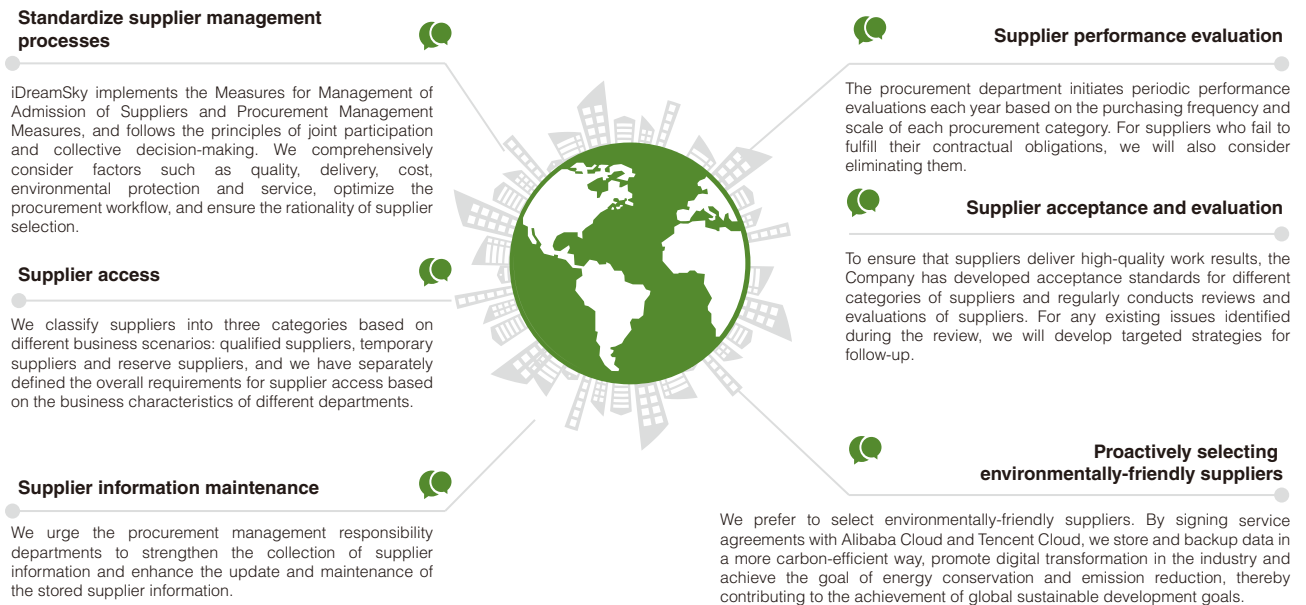 Standardize supplier management
processes
iDreamSky implements the Measures for Management of
Admission of Suppliers and Procurement Management
Measures, and follows the principles of joint participation
and collective decision-making. We comprehensively
consider factors such as quality, delivery, cost,
environmental protection and service, optimize the
procurement workflow, and ensure the rationality of supplier
selection.
Supplier access
We classify suppliers into three categories based on
different business scenarios: qualified suppliers, temporary
suppliers and reserve suppliers, and we have separately
defined the overall requirements for supplier access based
on the business characteristics of different departments.
Supplier information maintenance
We urge the procurement management responsibility
departments to strengthen the collection of supplier
information and enhance the update and maintenance of
the stored supplier information.
Supplier performance evaluation
The procurement department initiates periodic performance
evaluations each year based on the purchasing frequency and
scale of each procurement category. For suppliers who fail to
fulfill their contractual obligations, we will also consider
eliminating them.
Supplier acceptance and evaluation
To ensure that suppliers deliver high-quality work results, the
Company has developed acceptance standards for different
categories of suppliers and regularly conducts reviews and
evaluations of suppliers. For any existing issues identified
during the review, we will develop targeted strategies for
follow-up.
Proactively selecting
environmentally-friendly suppliers
We prefer to select environmentally-friendly suppliers. By signing service
agreements with Alibaba Cloud and Tencent Cloud, we store and backup data in
a more carbon-efficient way, promote digital transformation in the industry and
achieve the goal of energy conservation and emission reduction, thereby
contributing to the achievement of global sustainable development goals.